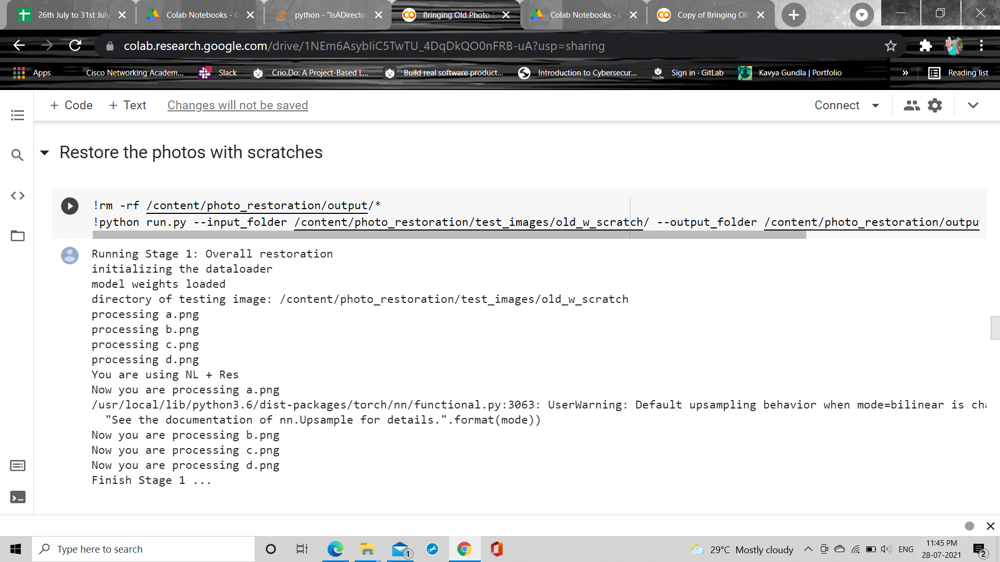 26th July to 31st July
Colab Notebooks - G
python - "IsADirecto
Bringing Old Photo
Colab Notebooks -
Copy of Bringing Ol
colab.research.google.com/drive/1NEm6AsybIiC5TwTU_4DqDkQO0nFRB-uA?usp=sharing
Apps
Cisco Networking Academ...
Slack
Crio.Do: A Project-Based L...
Build real software product...
Introduction to Cybersecur...
Sign in · GitLab
Kavya Gundla | Portfolio
»
Reading list
+ Code
+ Text
Changes will not be saved
Connect
Restore the photos with scratches
!rm -rf /content/photo_restoration/output/*
!python run.py --input_folder /content/photo_restoration/test_images/old_w_scratch/ --output_folder /content/photo_restoration/outpu
Running Stage 1: Overall restoration
initializing the dataloader
model weights loaded
directory of testing image: /content/photo_restoration/test_images/old_w_scratch
processing a.png
processing b.png
processing c.png
processing d.png
You are using NL + Res
Now you are processing a.png
/usr/local/lib/python3.6/dist-packages/torch/nn/functional.py:3063: UserWarning: Default upsampling behavior when mode=bilinear is cha
"See the documentation of nn.Upsample for details.".format(mode))
Now you are processing b.png
Now you are processing c.png
Now you are processing d.png
Finish Stage 1 ...
Type here to search
1
29°C Mostly cloudy
ENG
11:45 PM
28-07-2021
2